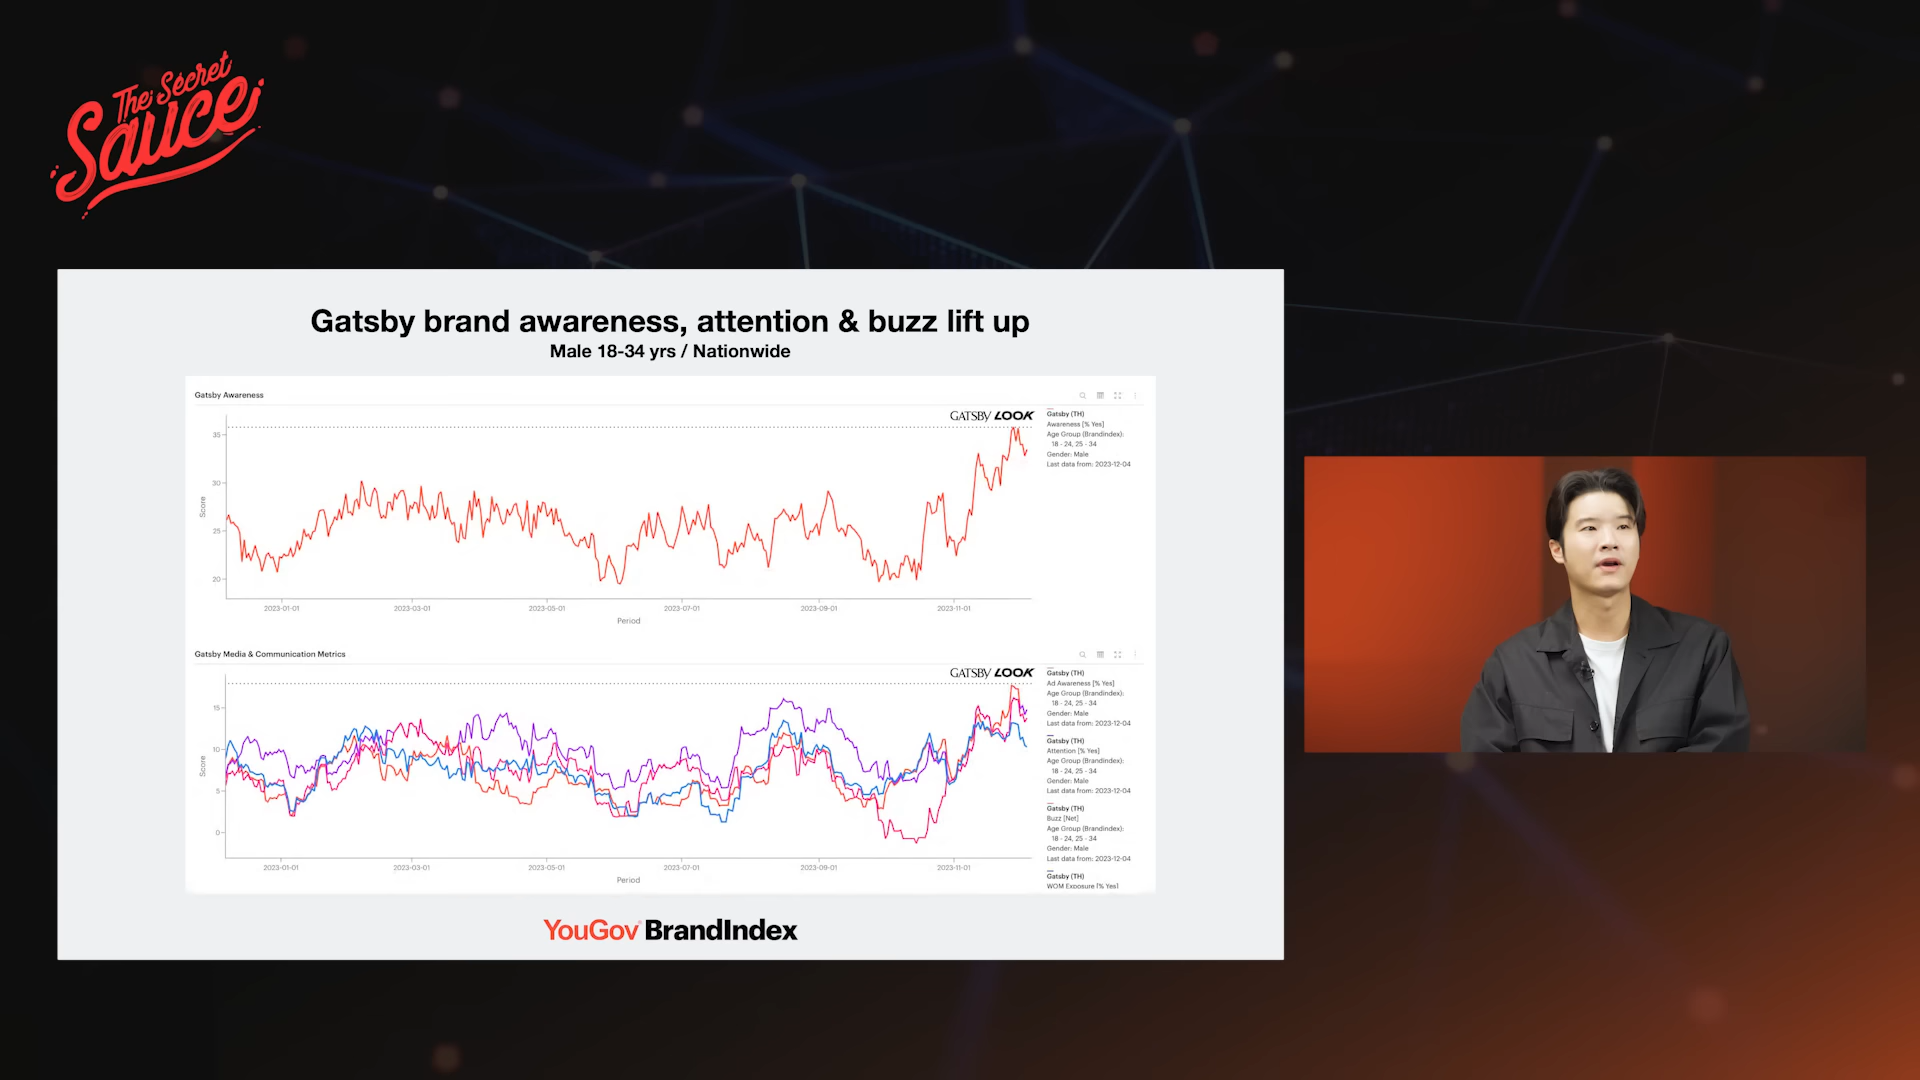 The Secret
Sauce
Gatsby brand awareness, attention & buzz lift up
Male 18-34 yrs / Nationwide
Gatsby Awareness
GATSBY LOOK
Gatsby (TH)
Awareness [% Yes]
Age Group (Brandindex):
18 - 24, 25 - 34
Gender: Male
Last data from: 2023-12-04
35
30
25
20
Score
2023-01-01 2023-03-01 2023-05-01 2023-07-01 2023-09-01 2023-11-01
Period
Gatsby Media & Communication Metrics
GATSBY LOOK
Gatsby (TH)
Ad Awareness [% Yes]
Age Group (Brandindex):
18 - 24, 25 - 34
Gender: Male
Last data from: 2023-12-04
Gatsby (TH)
Attention [% Yes]
Age Group (Brandindex):
18 - 24, 25 - 34
Gender: Male
Last data from: 2023-12-04
Gatsby (TH)
Buzz [Net]
Age Group (Brandindex):
18 - 24, 25 - 34
Gender: Male
Last data from: 2023-12-04
Gatsby (TH)
WOM Exposure [% Yes]
15
10
5
0
Score
2023-01-01 2023-03-01 2023-05-01 2023-07-01 2023-09-01 2023-11-01
Period
YouGov BrandIndex